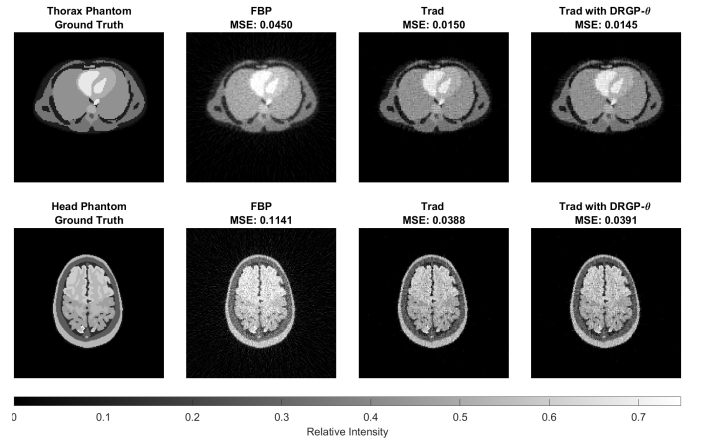 Thorax Phantom
Ground Truth
FBP
MSE: 0.0450
Trad
MSE: 0.0150
Trad with DRGP-θ
MSE: 0.0145
Head Phantom
Ground Truth
FBP
MSE: 0.1141
Trad
MSE: 0.0388
Trad with DRGP-θ
MSE: 0.0391
0 0.1 0.2 0.3 0.4 0.5 0.6 0.7
Relative Intensity